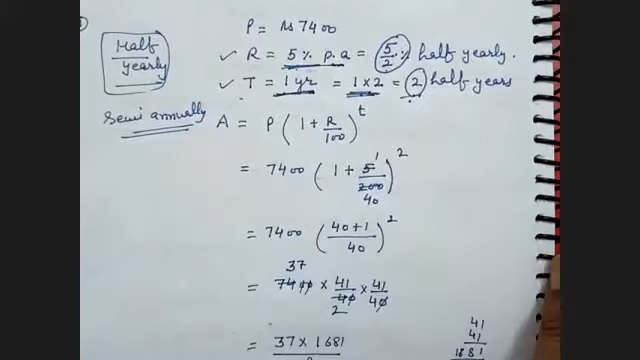 P = Rs 7400
Half yearly
✓ R = 5% p.a = 5/2 % half yearly.
✓ T = 1 yr = 1 × 2 = 2 half years
Semi annually
A = P ( 1 + R/100 )^t
= 7400 ( 1 + 5/200 )^2
1
40
= 7400 ( 40+1 / 40 )^2
37
= 7400 × 41/40 × 41/40
2
= 37 × 1681
41
41